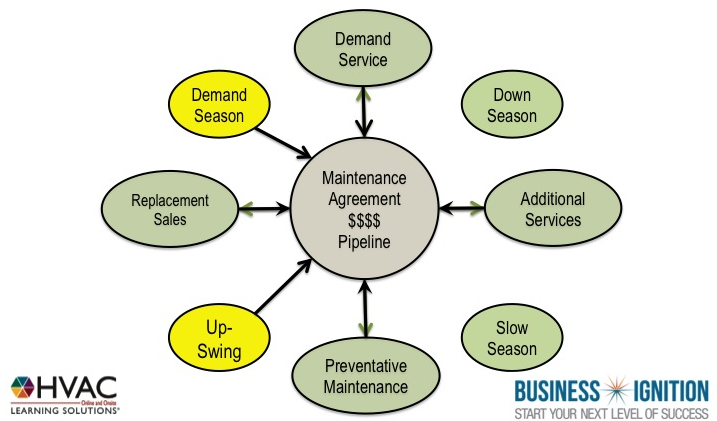 Demand
Service
Demand
Season
Down
Season
Maintenance
Agreement
$$$$
Pipeline
Replacement
Sales
Additional
Services
Up-
Swing
Slow
Season
Preventative
Maintenance
HVAC
Online and Onsite
LEARNING SOLUTIONS®
BUSINESS IGNITION
START YOUR NEXT LEVEL OF SUCCESS